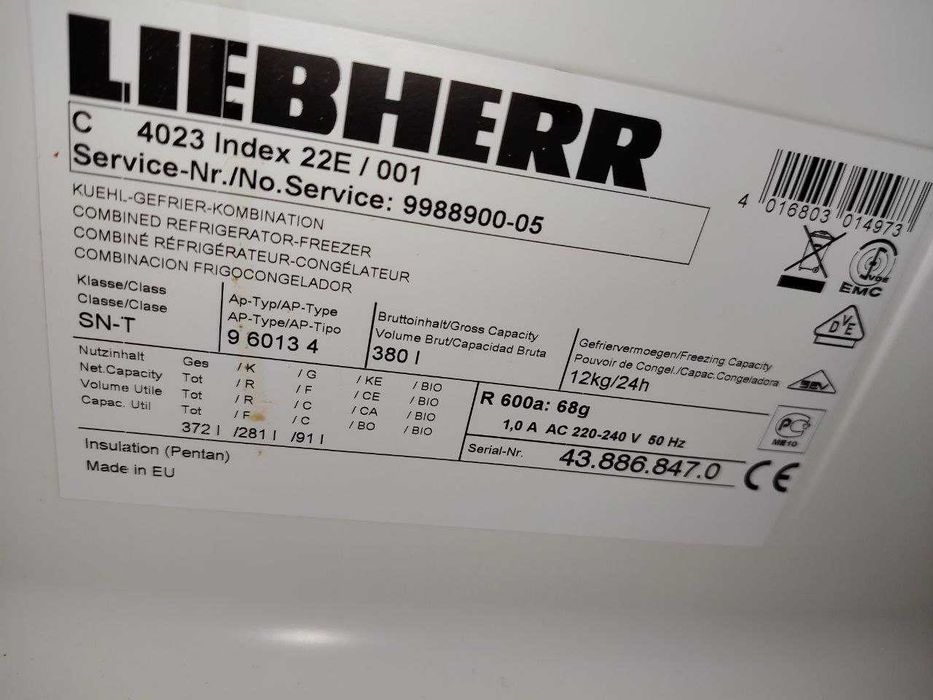 LIEBHERR
C 4023 Index 22E / 001
Service-Nr./No.Service: 9988900-05
4 016803 014973
KUEHL-GEFRIER-KOMBINATION
COMBINED REFRIGERATOR-FREEZER
COMBINÉ RÉFRIGÉRATEUR-CONGÉLATEUR
COMBINACION FRIGOCONGELADOR
VDE
EMC
DVE
Klasse/Class
Classe/Clase
SN-T
Ap-Typ/AP-Type
AP-Type/AP-Tipo
9 6013 4
Bruttoinhalt/Gross Capacity
Volume Brut/Capacidad Bruta
380 l
Gefriervermoegen/Freezing Capacity
Pouvoir de Congel./Capac.Congeladora
12kg/24h
Nutzinhalt Ges / K / G / KE / BIO
Net.Capacity Tot / R / F / CE / BIO
Volume Utile Tot / R / C / CA / BIO
Capac. Util Tot / F / C / BO / BIO
372 l /281 l /91 l
R 600a: 68g
1,0 A AC 220-240 V 50 Hz
SEV
PC
ME10
Insulation (Pentan)
Made in EU
Serial-Nr. 43.886.847.0
CE